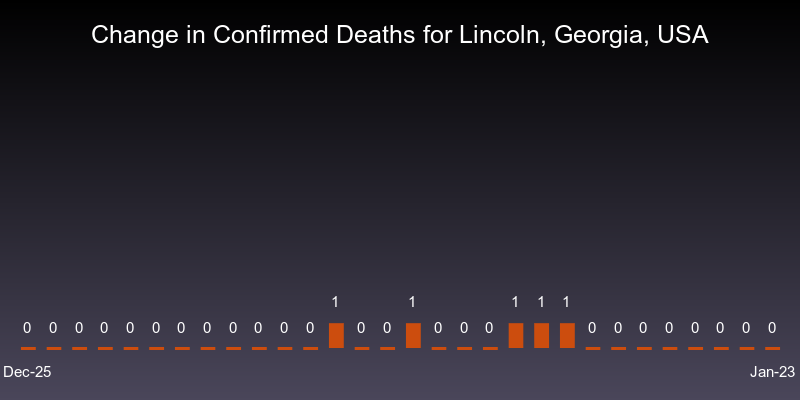 Change in Confirmed Deaths for Lincoln, Georgia, USA
0 0 0 0 0 0 0 0 0 0 0 0 1 0 0 1 0 0 0 1 1 1 0 0 0 0 0 0 0 0
Dec-25 Jan-23